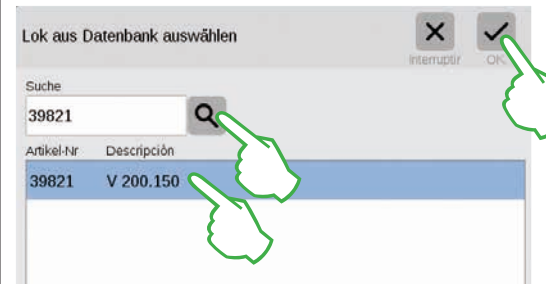 Lok aus Datenbank auswählen
Interruptir
OK
Suche
39821
Artikel-Nr Descripción
39821 V 200.150